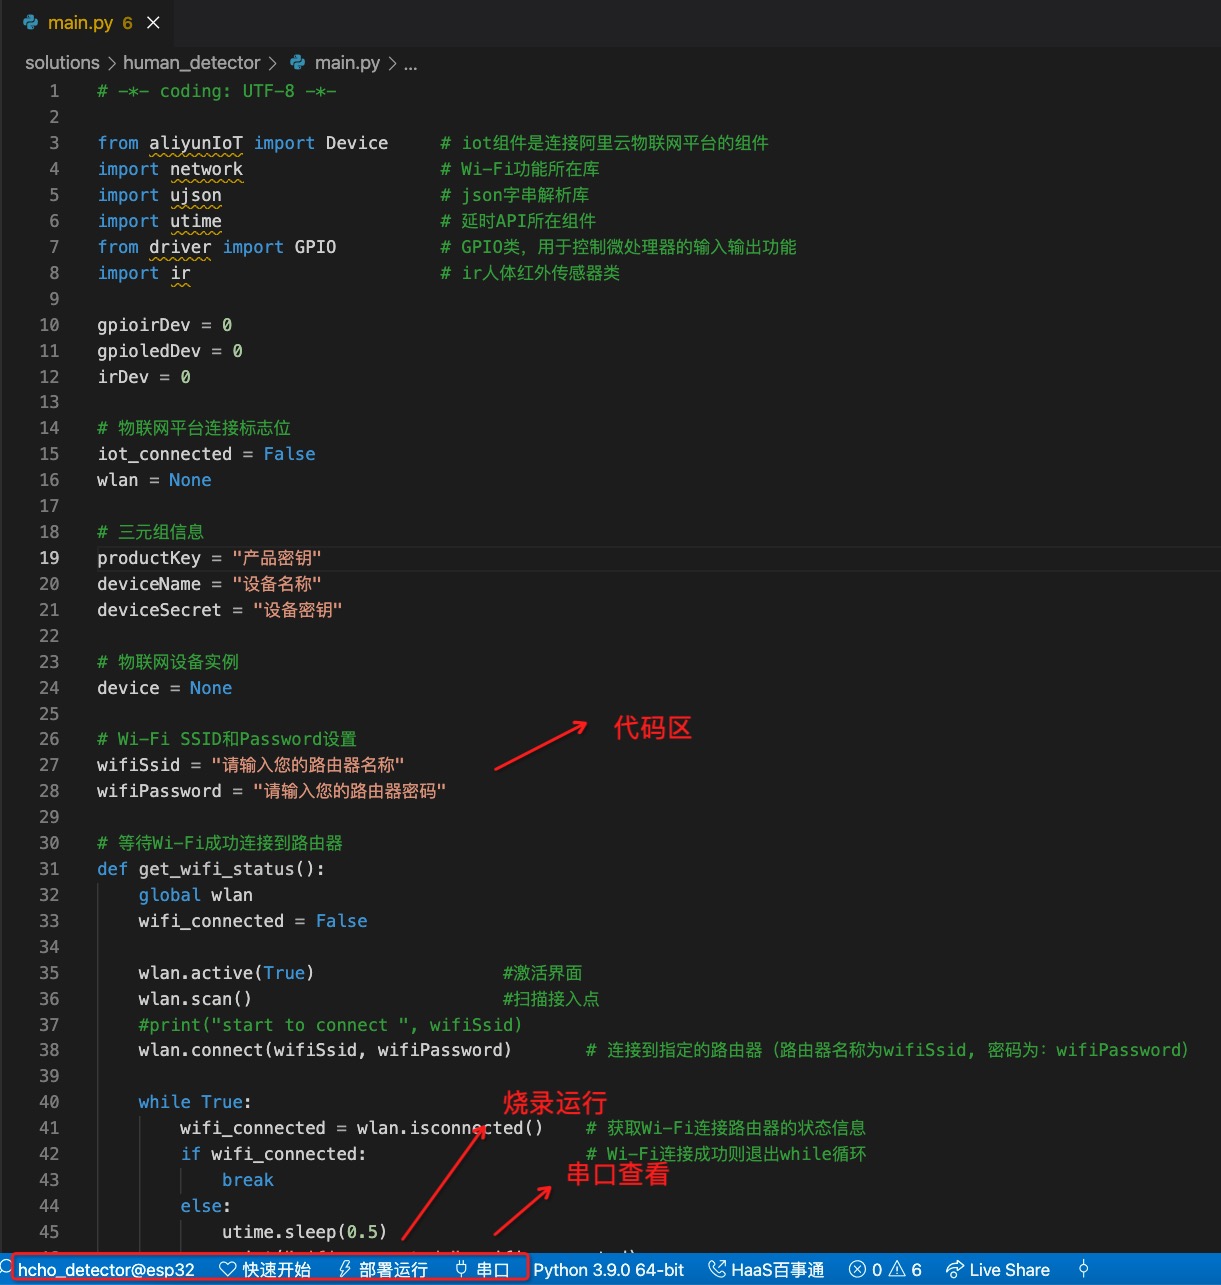 main.py 6
solutions > human_detector > main.py > ...
1 # -*- coding: UTF-8 -*-
2
3 from aliyunIoT import Device # iot组件是连接阿里云物联网平台的组件
4 import network # Wi-Fi功能所在库
5 import ujson # json字串解析库
6 import utime # 延时API所在组件
7 from driver import GPIO # GPIO类，用于控制微处理器的输入输出功能
8 import ir # ir人体红外传感器类
9
10 gpioirDev = 0
11 gpioledDev = 0
12 irDev = 0
13
14 # 物联网平台连接标志位
15 iot_connected = False
16 wlan = None
17
18 # 三元组信息
19 productKey = "产品密钥"
20 deviceName = "设备名称"
21 deviceSecret = "设备密钥"
22
23 # 物联网设备实例
24 device = None
25
代码区
26 # Wi-Fi SSID和Password设置
27 wifiSsid = "请输入您的路由器名称"
28 wifiPassword = "请输入您的路由器密码"
29
30 # 等待Wi-Fi成功连接到路由器
31 def get_wifi_status():
32 global wlan
33 wifi_connected = False
34
35 wlan.active(True) #激活界面
36 wlan.scan() #扫描接入点
37 #print("start to connect ", wifiSsid)
38 wlan.connect(wifiSsid, wifiPassword) # 连接到指定的路由器（路由器名称为wifiSsid, 密码为：wifiPassword）
39
40 while True:
烧录运行
41 wifi_connected = wlan.isconnected() # 获取Wi-Fi连接路由器的状态信息
42 if wifi_connected: # Wi-Fi连接成功则退出while循环
43 break
串口查看
44 else:
45 utime.sleep(0.5)
hcho_detector@esp32 快速开始 部署运行 串口 Python 3.9.0 64-bit HaaS百事通 0 6 Live Share